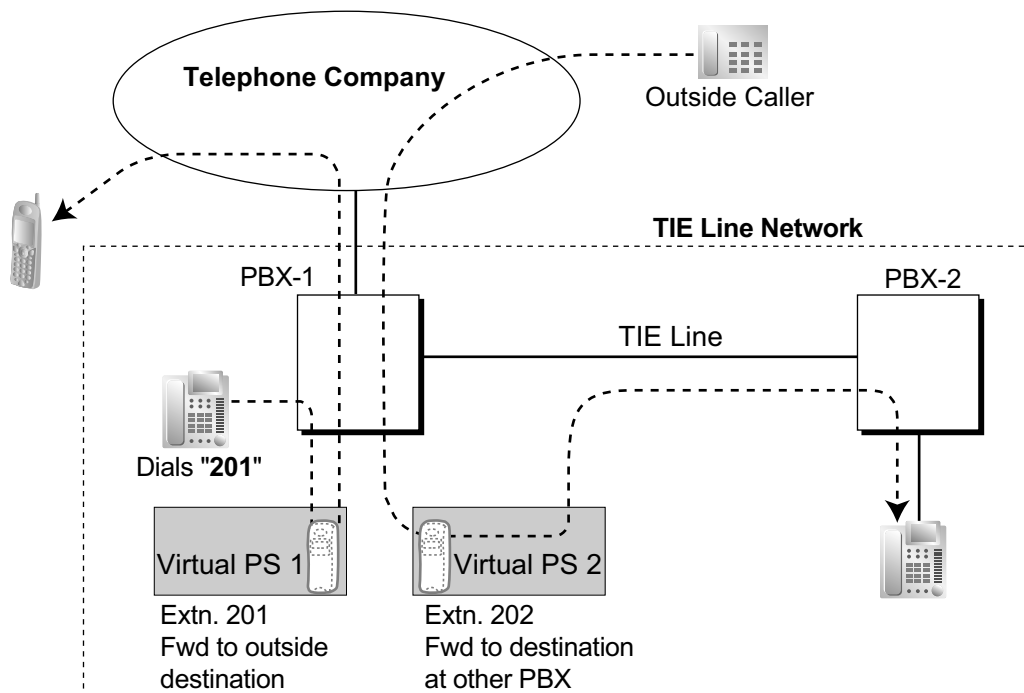 Telephone Company
Outside Caller
TIE Line Network
PBX-1
PBX-2
TIE Line
Dials "201"
Virtual PS 1
Virtual PS 2
Extn. 201
Fwd to outside
destination
Extn. 202
Fwd to destination
at other PBX